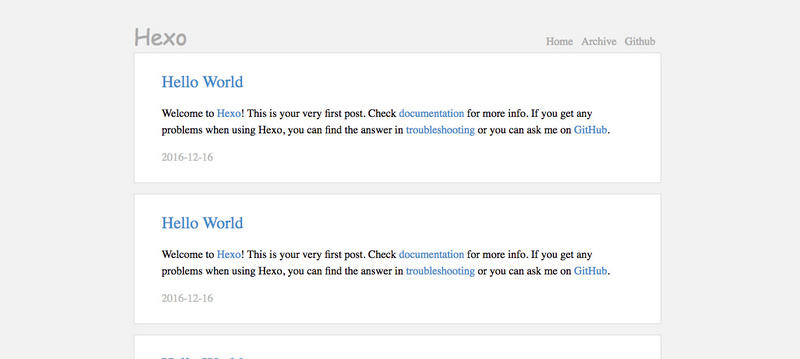 Hexo
Home Archive Github
Hello World
Welcome to Hexo! This is your very first post. Check documentation for more info. If you get any
problems when using Hexo, you can find the answer in troubleshooting or you can ask me on GitHub.
2016-12-16
Hello World
Welcome to Hexo! This is your very first post. Check documentation for more info. If you get any
problems when using Hexo, you can find the answer in troubleshooting or you can ask me on GitHub.
2016-12-16